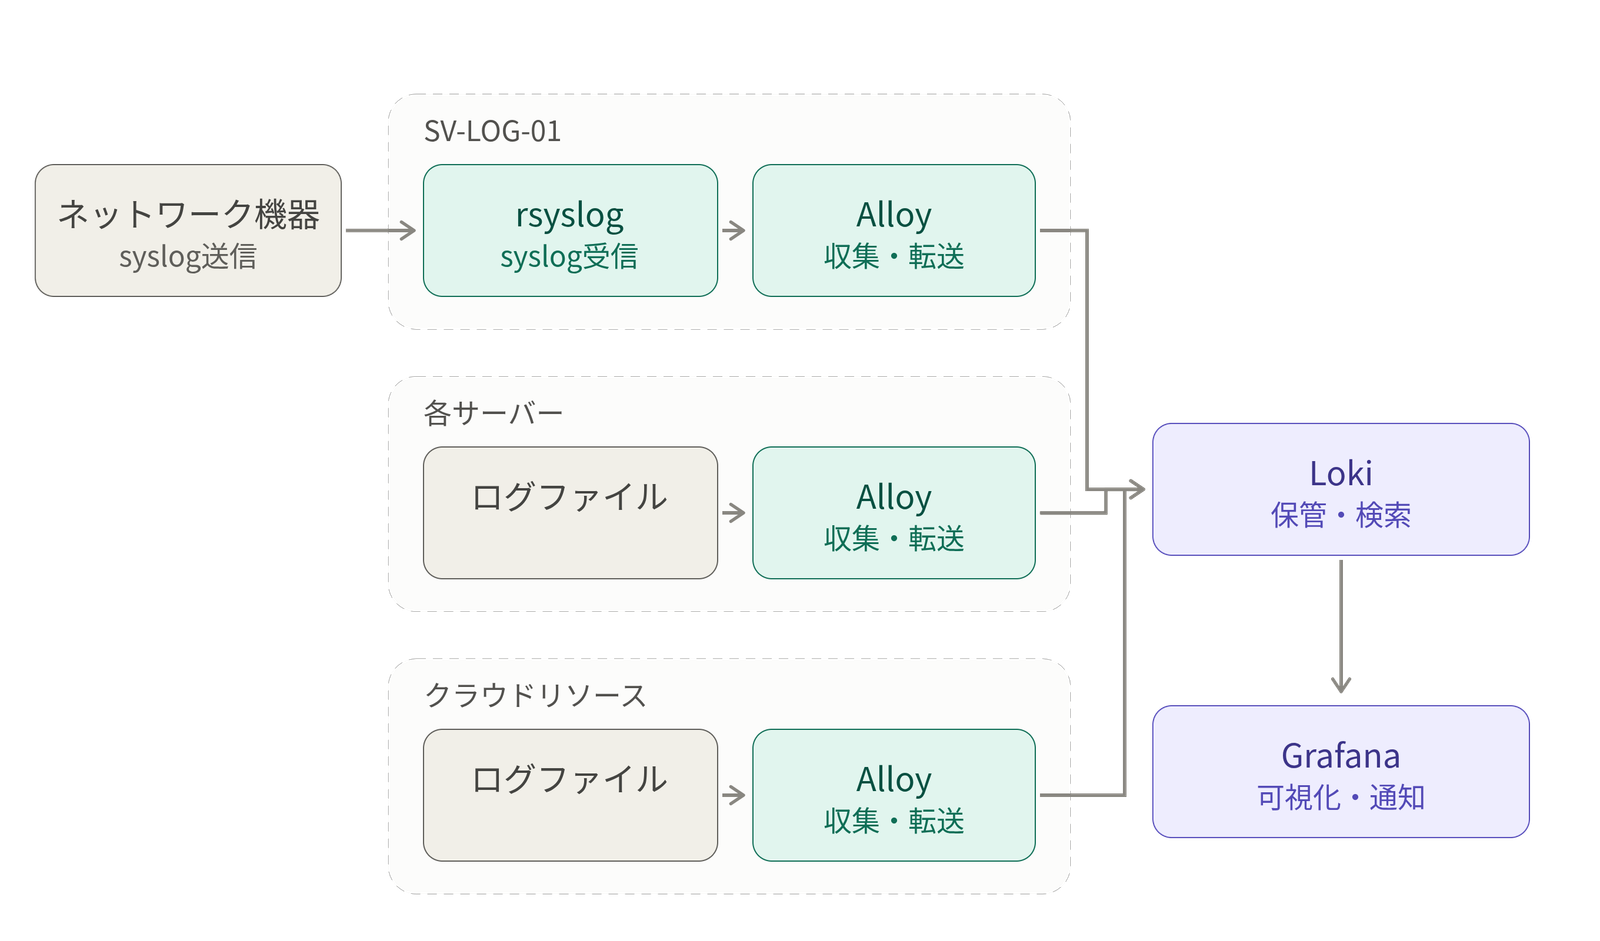 SV-LOG-01
ネットワーク機器
syslog送信
rsyslog
syslog受信
Alloy
収集・転送
各サーバー
ログファイル
Alloy
収集・転送
Loki
保管・検索
クラウドリソース
ログファイル
Alloy
収集・転送
Grafana
可視化・通知